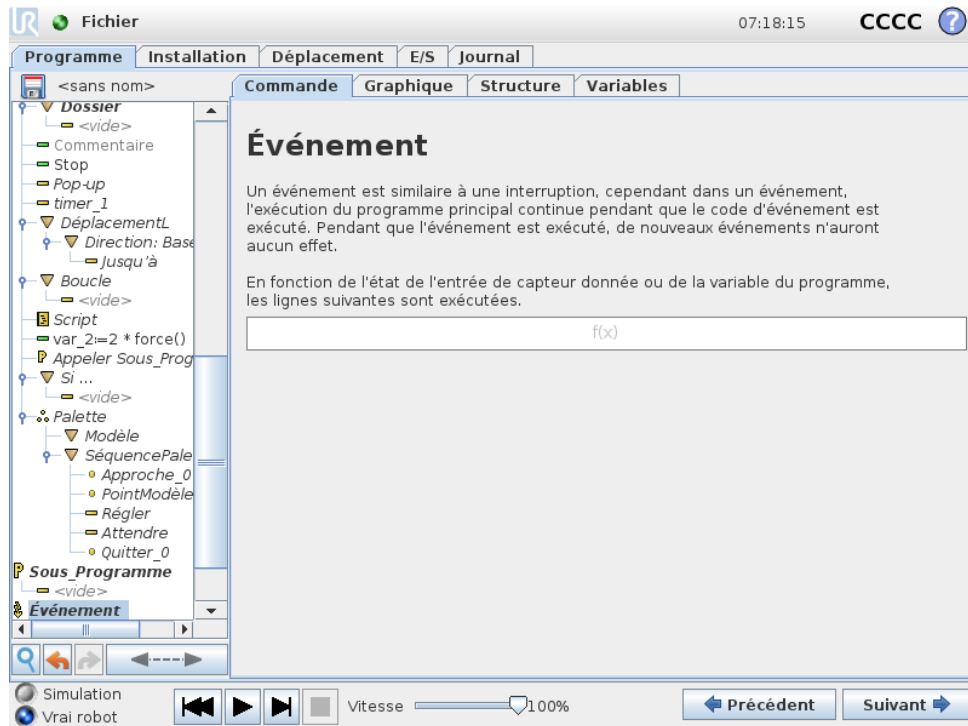 Fichier
07:18:15
CCCC
?
Programme
Installation
Déplacement
E/S
Journal
<sans nom>
Commande
Graphique
Structure
Variables
Dossier
<vide>
Commentaire
Stop
Pop-up
timer_1
DéplacementL
Direction: Base
Jusqu'à
Boucle
<vide>
Script
var_2:=2 * force()
Appeler Sous_Prog
Si ...
<vide>
Palette
Modèle
SéquencePale
Approche_0
PointModèle
Régler
Attendre
Quitter_0
Sous_Programme
<vide>
Événement
Événement
Un événement est similaire à une interruption, cependant dans un événement,
l'exécution du programme principal continue pendant que le code d'événement est
exécuté. Pendant que l'événement est exécuté, de nouveaux événements n'auront
aucun effet.
En fonction de l'état de l'entrée de capteur donnée ou de la variable du programme,
les lignes suivantes sont exécutées.
f(x)
Simulation
Vrai robot
Vitesse
100%
Précédent
Suivant